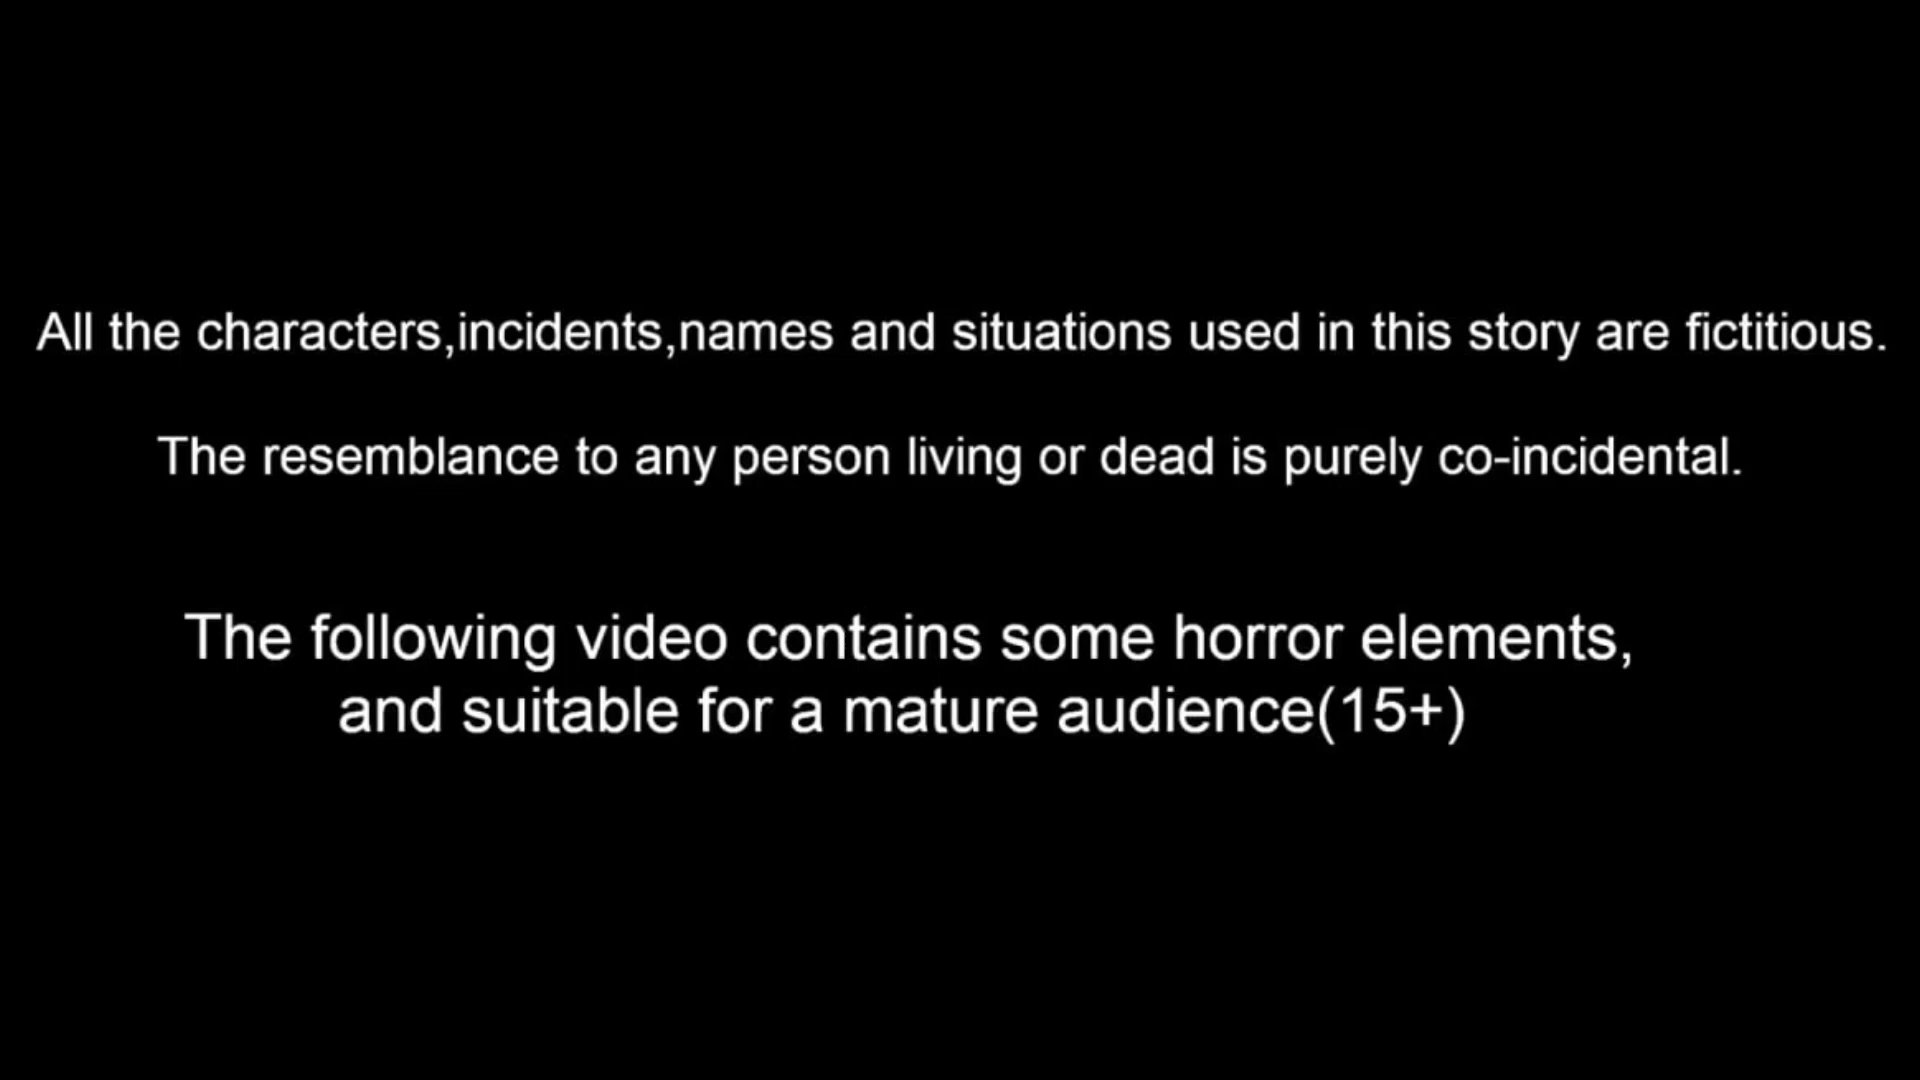 All the characters,incidents,names and situations used in this story are fictitious.
The resemblance to any person living or dead is purely co-incidental.
The following video contains some horror elements,
and suitable for a mature audience(15+)